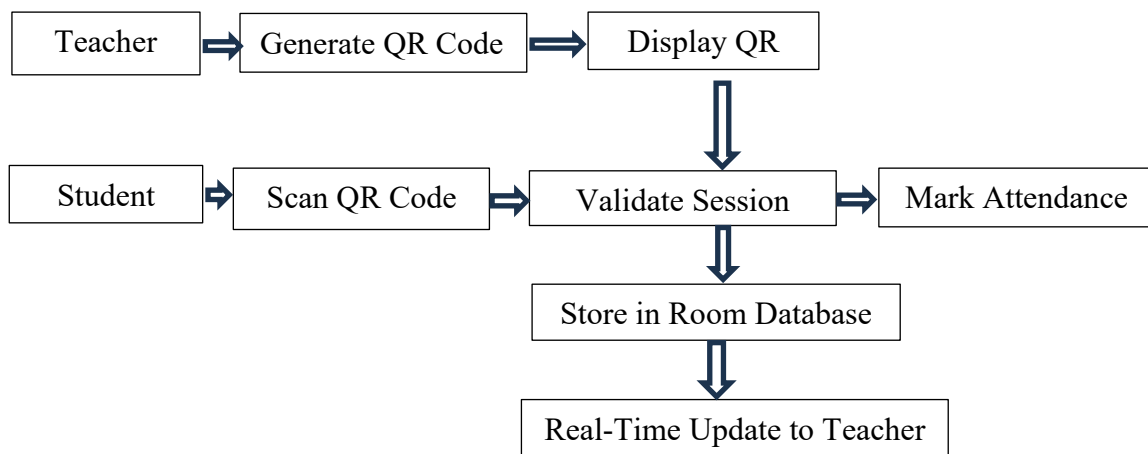 Teacher
Generate QR Code
Display QR
Student
Scan QR Code
Validate Session
Mark Attendance
Store in Room Database
Real-Time Update to Teacher